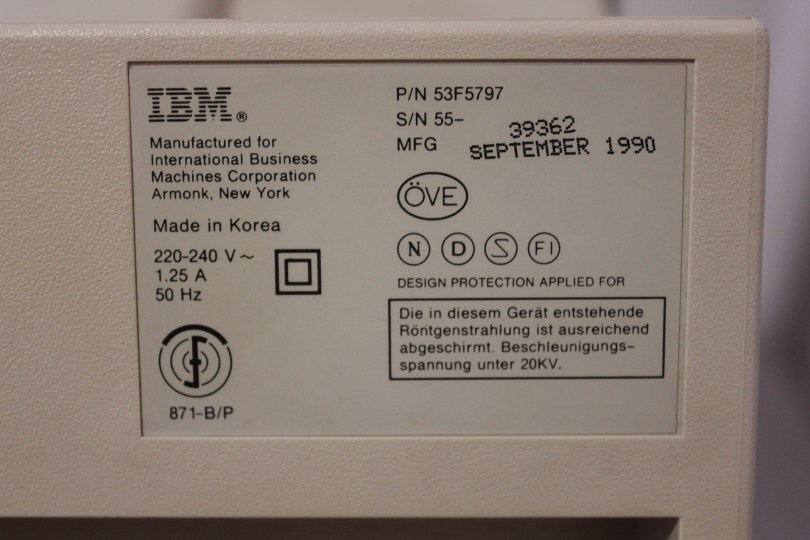 IBM®
Manufactured for
International Business
Machines Corporation
Armonk, New York
Made in Korea
220-240 V ~
1.25 A
50 Hz
871-B/P
P/N 53F5797
S/N 55-
39362
MFG SEPTEMBER 1990
ÖVE
N D S FI
DESIGN PROTECTION APPLIED FOR
Die in diesem Gerät entstehende
Röntgenstrahlung ist ausreichend
abgeschirmt. Beschleunigungs-
spannung unter 20KV.